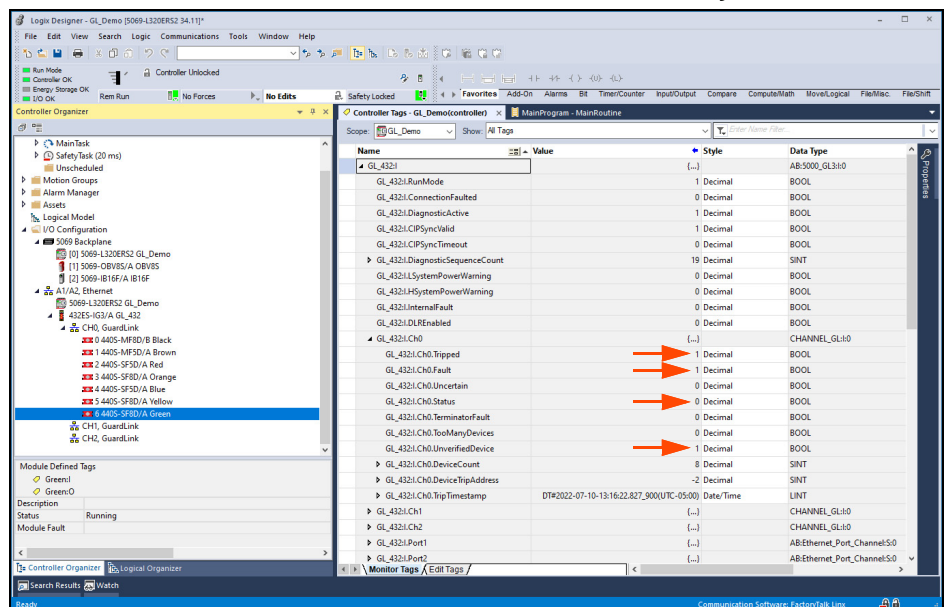 Logix Designer - GL_Demo [5069-L320ERS2 34.11]*
File Edit View Search Logic Communications Tools Window Help
Run Mode
Controller OK
Energy Storage OK
I/O OK
Controller Unlocked
Rem Run No Forces No Edits Safety Locked
Favorites Add-On Alarms Bit Timer/Counter Input/Output Compare Compute/Math Move/Logical File/Misc. File/Shift
Controller Organizer
MainTask
SafetyTask (20 ms)
Unscheduled
Motion Groups
Alarm Manager
Assets
Logical Model
I/O Configuration
5069 Backplane
[0] 5069-L320ERS2 GL_Demo
[1] 5069-OBV8S/A OBV8S
[2] 5069-IB16F/A IB16F
A1/A2, Ethernet
5069-L320ERS2 GL_Demo
432ES-IG3/A GL_432
CH0, GuardLink
0 440S-MF8D/B Black
1 440S-MF5D/A Brown
2 440S-SF5D/A Red
3 440S-SF8D/A Orange
4 440S-SF5D/A Blue
5 440S-SF8D/A Yellow
6 440S-SF8D/A Green
CH1, GuardLink
CH2, GuardLink
Module Defined Tags
Green:I
Green:O
Description
Status Running
Module Fault
Controller Organizer Logical Organizer
Controller Tags - GL_Demo(controller) MainProgram - MainRoutine
Scope: GL_Demo Show: All Tags Enter Name Filter...
Name Value Style Data Type
GL_432:I {...} AB:5000_GL3:I:0
GL_432:I.RunMode 1 Decimal BOOL
GL_432:I.ConnectionFaulted 0 Decimal BOOL
GL_432:I.DiagnosticActive 1 Decimal BOOL
GL_432:I.CIPSyncValid 1 Decimal BOOL
GL_432:I.CIPSyncTimeout 0 Decimal BOOL
GL_432:I.DiagnosticSequenceCount 19 Decimal SINT
GL_432:I.LSystemPowerWarning 0 Decimal BOOL
GL_432:I.HSystemPowerWarning 0 Decimal BOOL
GL_432:I.InternalFault 0 Decimal BOOL
GL_432:I.DLREnabled 0 Decimal BOOL
GL_432:I.Ch0 {...} CHANNEL_GL:I:0
GL_432:I.Ch0.Tripped 1 Decimal BOOL
GL_432:I.Ch0.Fault 1 Decimal BOOL
GL_432:I.Ch0.Uncertain 0 Decimal BOOL
GL_432:I.Ch0.Status 0 Decimal BOOL
GL_432:I.Ch0.TerminatorFault 0 Decimal BOOL
GL_432:I.Ch0.TooManyDevices 0 Decimal BOOL
GL_432:I.Ch0.UnverifiedDevice 1 Decimal BOOL
GL_432:I.Ch0.DeviceCount 8 Decimal SINT
GL_432:I.Ch0.DeviceTripAddress -2 Decimal SINT
GL_432:I.Ch0.TripTimestamp DT#2022-07-10-13:16:22.827_900(UTC-05:00) Date/Time LINT
GL_432:I.Ch1 {...} CHANNEL_GL:I:0
GL_432:I.Ch2 {...} CHANNEL_GL:I:0
GL_432:I.Port1 {...} AB:Ethernet_Port_Channel:S:0
GL_432:I.Port2 {...} AB:Ethernet_Port_Channel:S:0
Monitor Tags Edit Tags
Properties
Search Results Watch
Ready Communication Software: FactoryTalk Linx